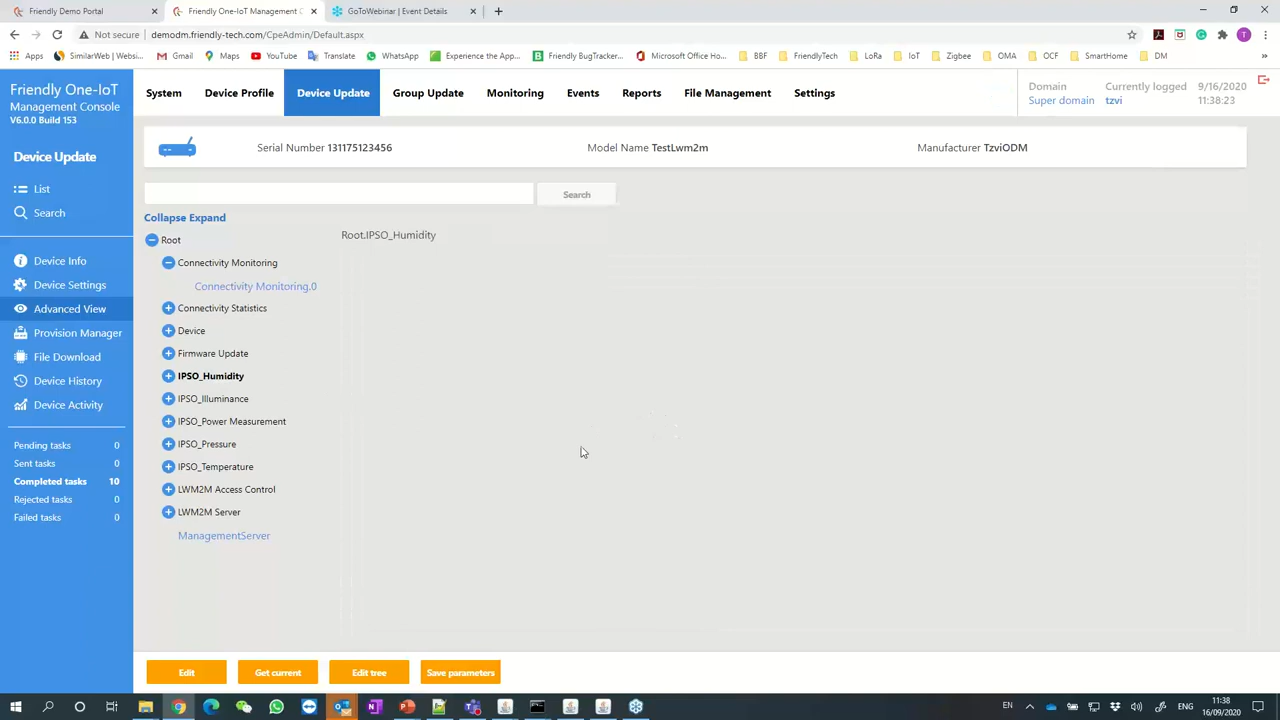 Friendly Demo Portal
Friendly One-IoT Management C
GoToWebinar | Event Details
Not secure | demodm.friendly-tech.com/CpeAdmin/Default.aspx
Apps
SimilarWeb | Websit...
Gmail
Maps
YouTube
Translate
WhatsApp
Experience the App...
Friendly BugTracker...
Microsoft Office Ho...
BBF
FriendlyTech
LoRa
IoT
Zigbee
OMA
OCF
SmartHome
DM
Friendly One-IoT
Management Console
V6.0.0 Build 153
System
Device Profile
Device Update
Group Update
Monitoring
Events
Reports
File Management
Settings
Domain
Super domain
Currently logged
tzvi
9/16/2020
11:38:23
Device Update
List
Search
Device Info
Device Settings
Advanced View
Provision Manager
File Download
Device History
Device Activity
Pending tasks 0
Sent tasks 0
Completed tasks 10
Rejected tasks 0
Failed tasks 0
Serial Number 131175123456
Model Name TestLwm2m
Manufacturer TzviODM
Search
Collapse Expand
Root
Connectivity Monitoring
Connectivity Monitoring.0
Connectivity Statistics
Device
Firmware Update
IPSO_Humidity
IPSO_Illuminance
IPSO_Power Measurement
IPSO_Pressure
IPSO_Temperature
LWM2M Access Control
LWM2M Server
ManagementServer
Root.IPSO_Humidity
Edit
Get current
Edit tree
Save parameters
EN
ENG
11:38
16/09/2020